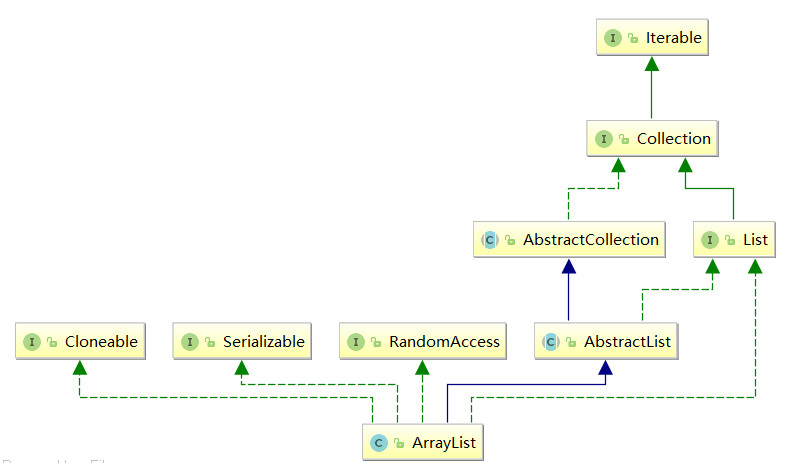 I Iterable
I Collection
C AbstractCollection
I List
I Cloneable
I Serializable
I RandomAccess
C AbstractList
C ArrayList